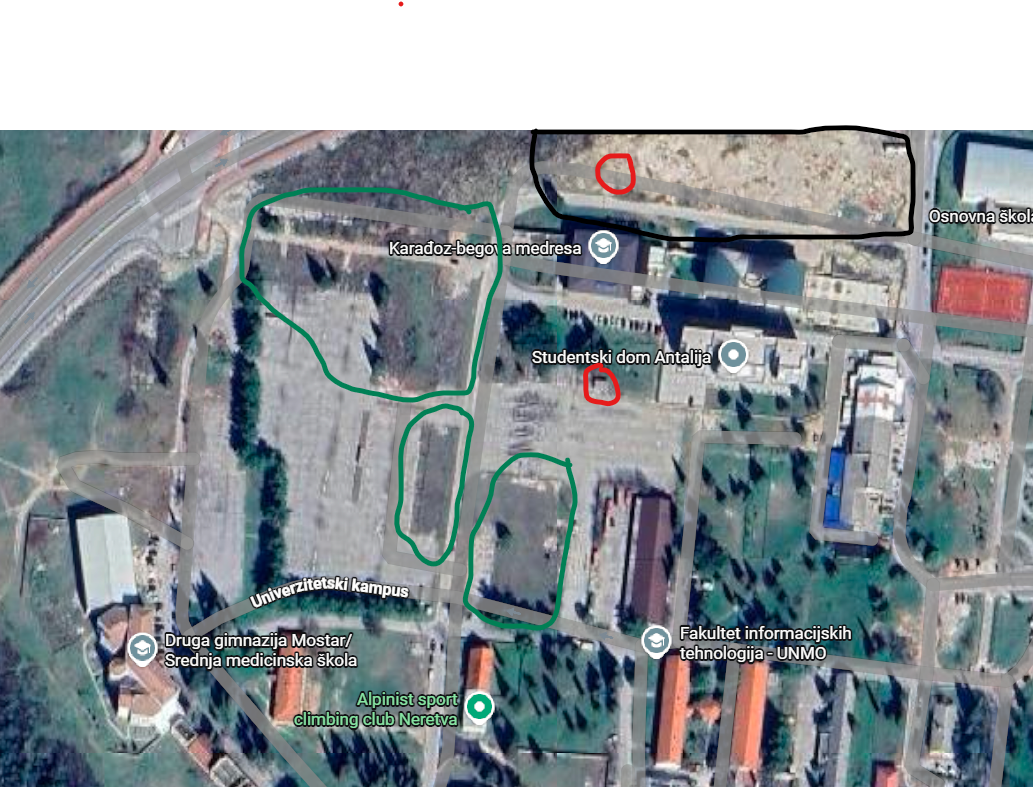 Osnovna škola
Karađoz-begova medresa
Studentski dom Antalija
Univerzitetski kampus
Druga gimnazija Mostar/
Srednja medicinska škola
Fakultet informacijskih
tehnologija - UNMO
Alpinist sport
climbing club Neretva